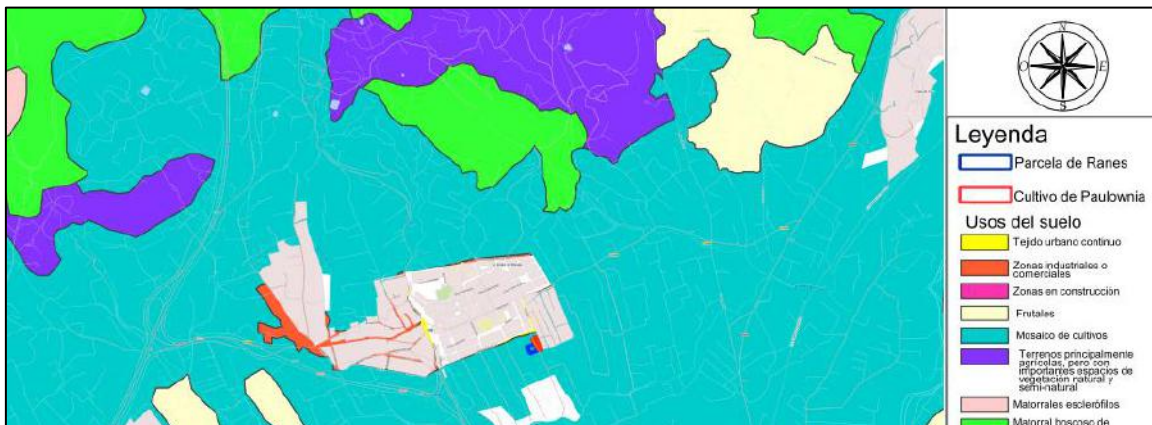 N
O
E
S
Leyenda
Parcela de Ranes
Cultivo de Paulownia
Usos del suelo
Tejido urbano continuo
Zonas industriales o
comerciales
Zonas en construcción
Frutales
Mosaico de cultivos
Terrenos principalmente
agrícolas, pero con
importantes espacios de
vegetación natural y
semi-natural
Matorrales esclerófilos
Matorral boscoso de